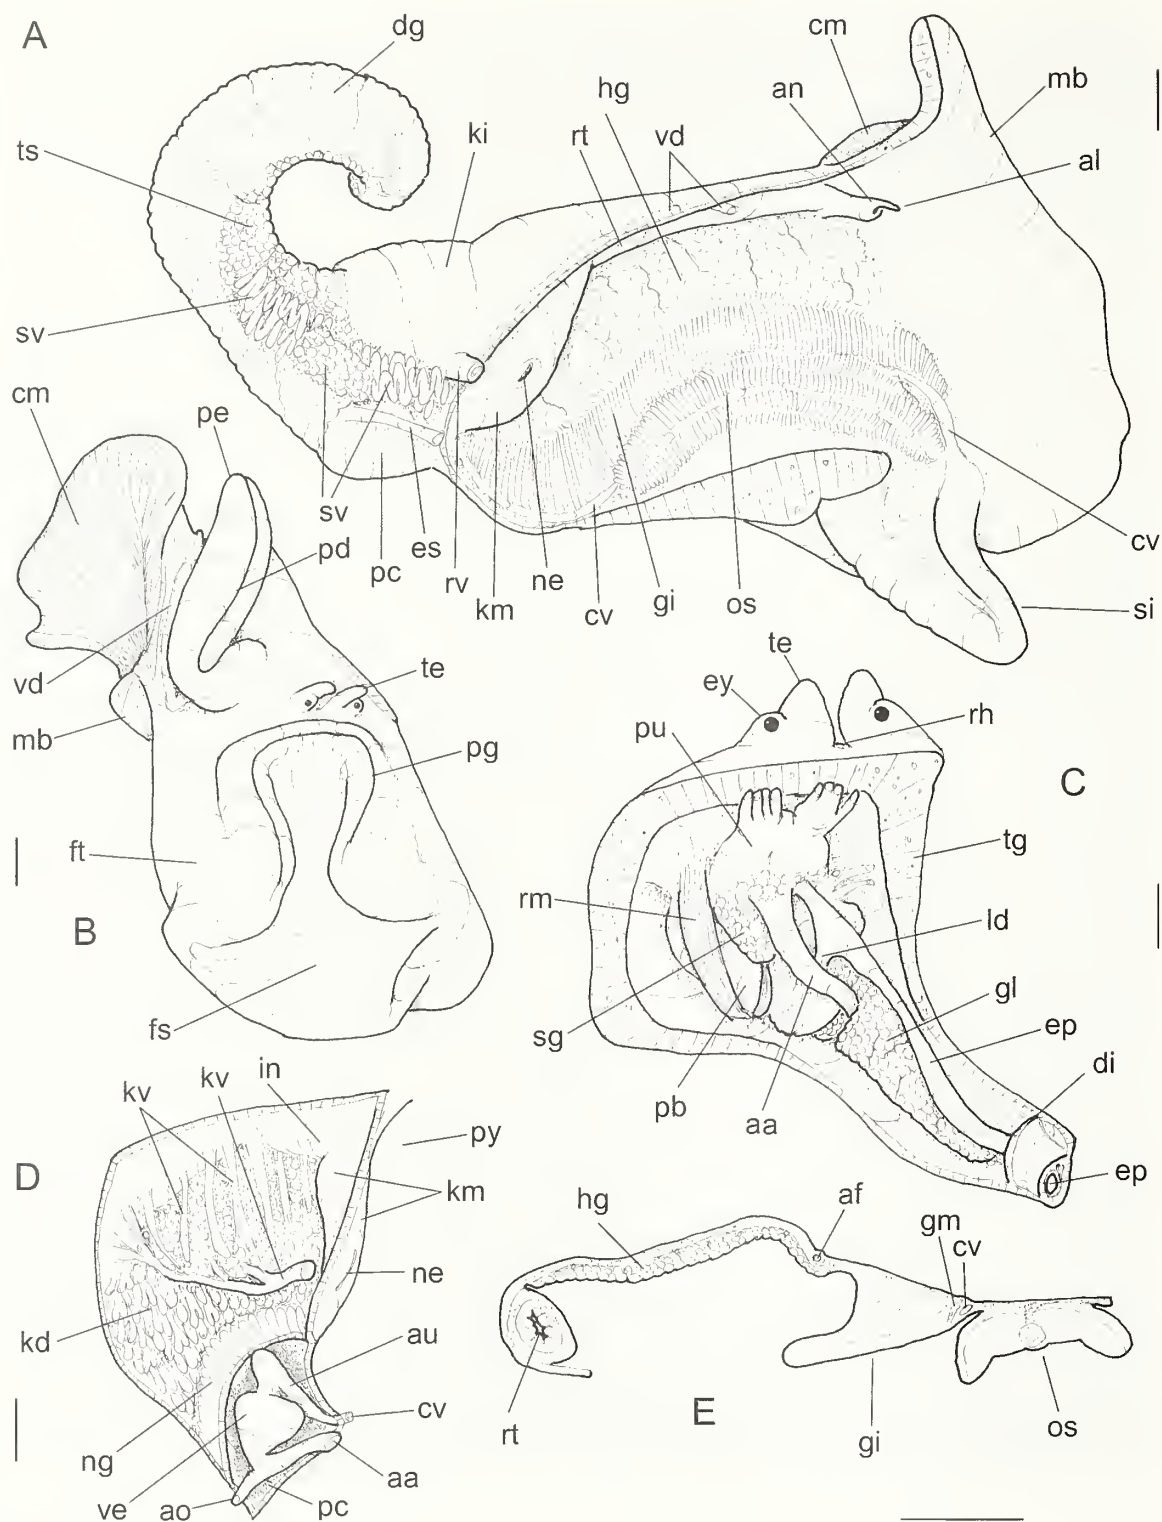 A
dg
cm
hg
an
mb
rt
vd
ki
ts
al
sv
cm
pe
sv
es
pd
pc
rv
km
ne
cv
gi
os
cv
si
te
vd
te
ey
mb
pu
rh
pg
C
ft
tg
rm
B
ld
gl
fs
sg
ep
in
di
kv
kv
pb
aa
py
D
km
ep
hg
af
gm
cv
ne
kd
au
cv
E
rt
os
ng
gi
aa
ve
ao
pc